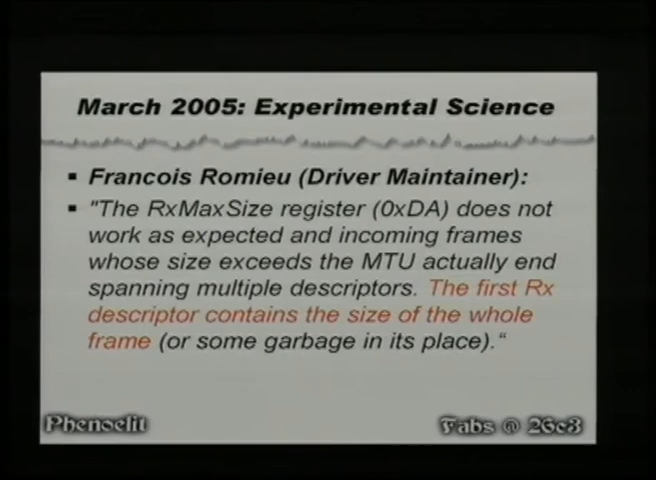 March 2005: Experimental Science
▪ Francois Romieu (Driver Maintainer):
▪ "The RxMaxSize register (0xDA) does not
work as expected and incoming frames
whose size exceeds the MTU actually end
spanning multiple descriptors. The first Rx
descriptor contains the size of the whole
frame (or some garbage in its place).“
Phenoelit
Fabs @ 26c3